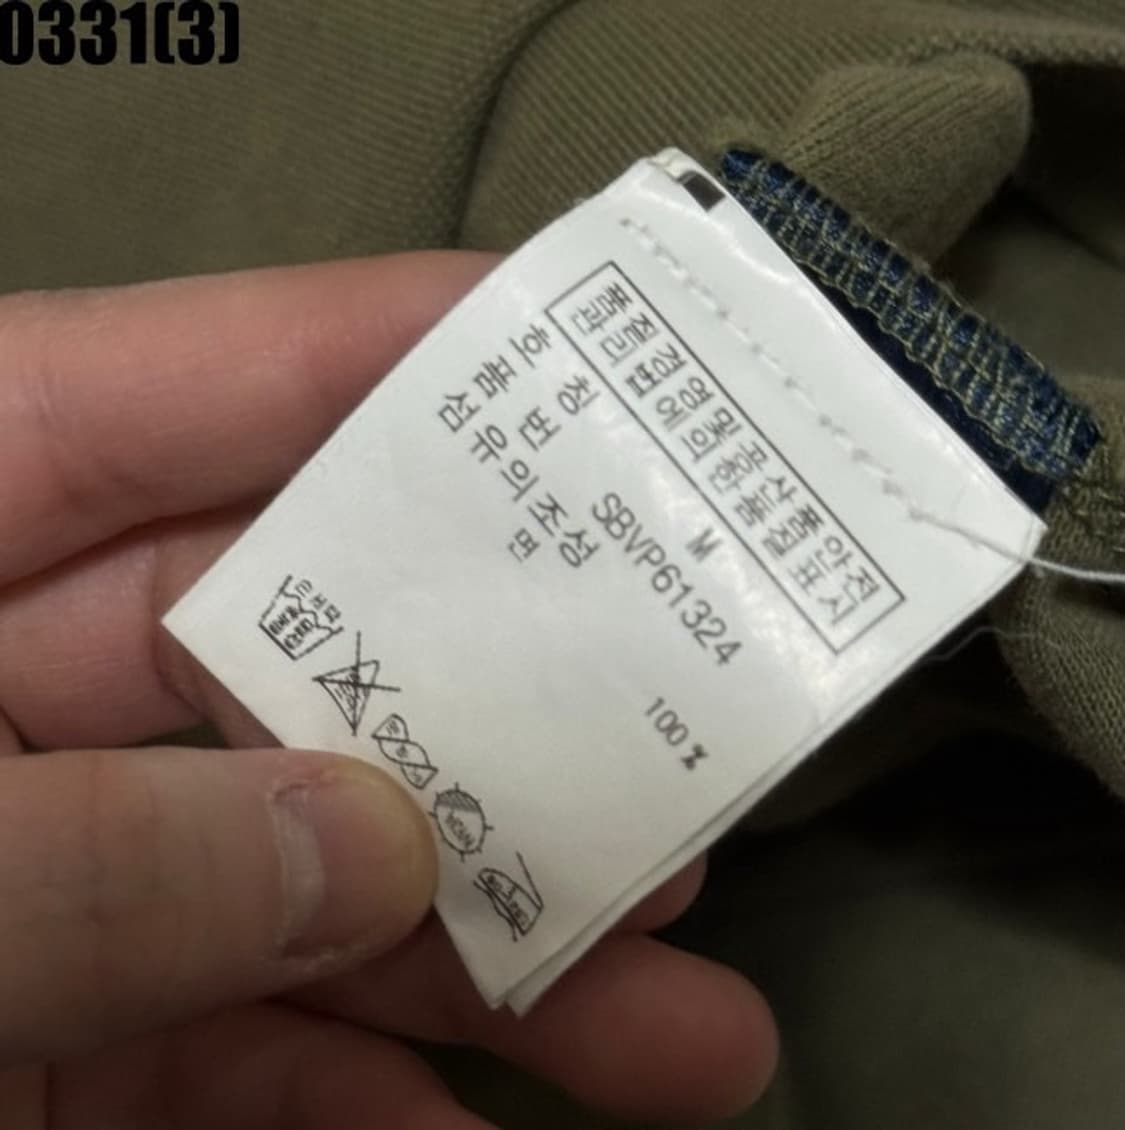 0331(3)
품질경영및공산품안전
관리법에의한품질표시
호 칭 M
품 번 SBVP61324
섬유의조성
면 100 %